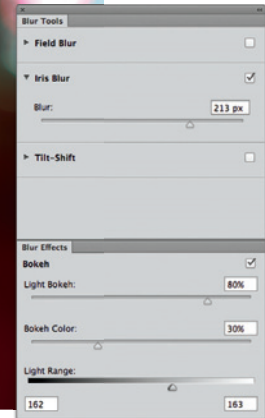 Blur Tools
Field Blur
Iris Blur
Blur: 213 px
Tilt-Shift
Blur Effects
Bokeh
Light Bokeh: 80%
Bokeh Color: 30%
Light Range:
162 163